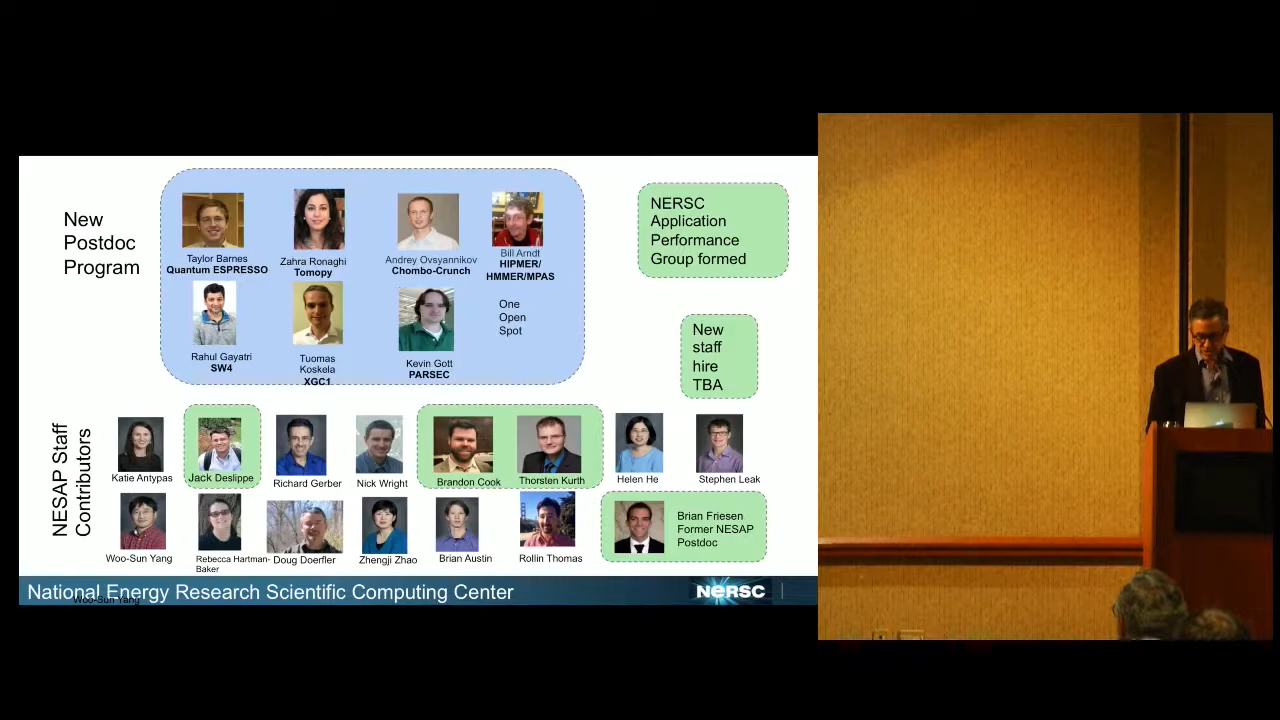 New
Postdoc
Program
Taylor Barnes
Quantum ESPRESSO
Zahra Ronaghi
Tomopy
Andrey Ovsyannikov
Chombo-Crunch
Bill Arndt
HIPMER/
HMMER/MPAS
Rahul Gayatri
SW4
Tuomas
Koskela
XGC1
Kevin Gott
PARSEC
One
Open
Spot
NERSC
Application
Performance
Group formed
New
staff
hire
TBA
NESAP Staff
Contributors
Katie Antypas
Jack Deslippe
Richard Gerber
Nick Wright
Brandon Cook
Thorsten Kurth
Helen He
Stephen Leak
Woo-Sun Yang
Rebecca Hartman-
Baker
Doug Doerfler
Zhengji Zhao
Brian Austin
Rollin Thomas
Brian Friesen
Former NESAP
Postdoc
National Energy Research Scientific Computing Center
Woo-Sun Yang
NERSC